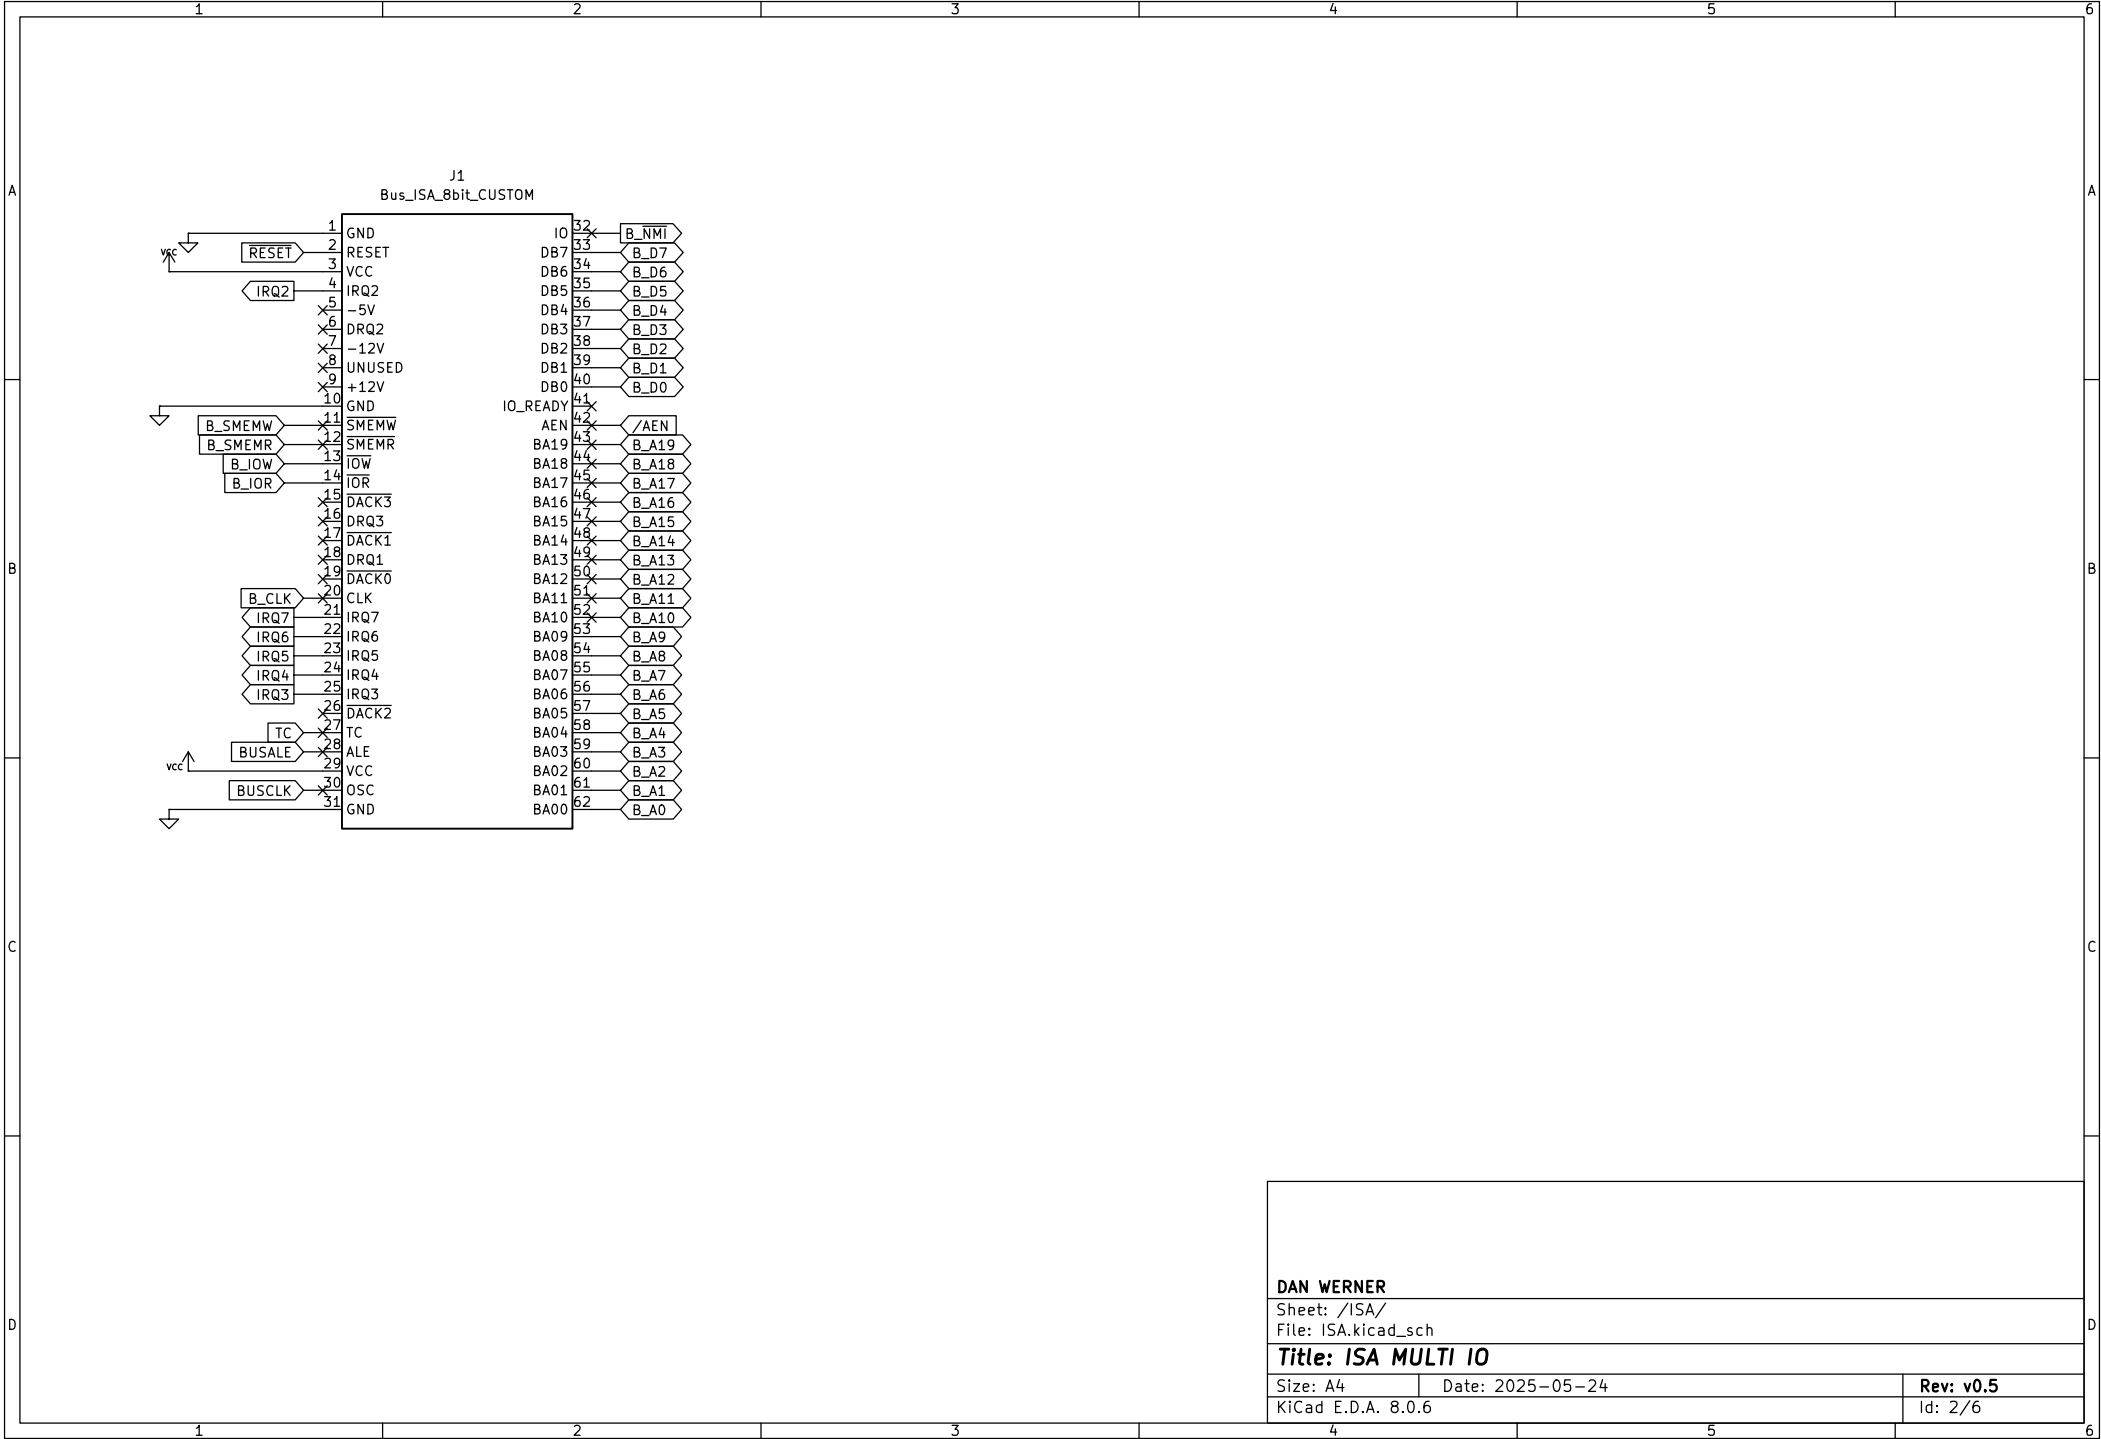 1 2 3 4 5 6
A A
J1
Bus_ISA_8bit_CUSTOM
1 GND IO 32 B_NMI
VCC RESET 2 RESET DB7 33 B_D7
3 VCC DB6 34 B_D6
IRQ2 4 IRQ2 DB5 35 B_D5
5 -5V DB4 36 B_D4
6 DRQ2 DB3 37 B_D3
7 -12V DB2 38 B_D2
8 UNUSED DB1 39 B_D1
9 +12V DB0 40 B_D0
10 GND IO_READY 41
B_SMEMW 11 SMEMW AEN 42 /AEN
B_SMEMR 12 SMEMR BA19 43 B_A19
B_IOW 13 IOW BA18 44 B_A18
B_IOR 14 IOR BA17 45 B_A17
15 DACK3 BA16 46 B_A16
16 DRQ3 BA15 47 B_A15
17 DACK1 BA14 48 B_A14
18 DRQ1 BA13 49 B_A13
B B
19 DACK0 BA12 50 B_A12
B_CLK 20 CLK BA11 51 B_A11
IRQ7 21 IRQ7 BA10 52 B_A10
IRQ6 22 IRQ6 BA09 53 B_A9
IRQ5 23 IRQ5 BA08 54 B_A8
IRQ4 24 IRQ4 BA07 55 B_A7
IRQ3 25 IRQ3 BA06 56 B_A6
26 DACK2 BA05 57 B_A5
TC 27 TC BA04 58 B_A4
BUSALE 28 ALE BA03 59 B_A3
VCC 29 VCC BA02 60 B_A2
BUSCLK 30 OSC BA01 61 B_A1
31 GND BA00 62 B_A0
C C
DAN WERNER
Sheet: /ISA/
File: ISA.kicad_sch
D D
Title: ISA MULTI IO
Size: A4 Date: 2025-05-24 Rev: v0.5
KiCad E.D.A. 8.0.6 Id: 2/6
1 2 3 4 5 6